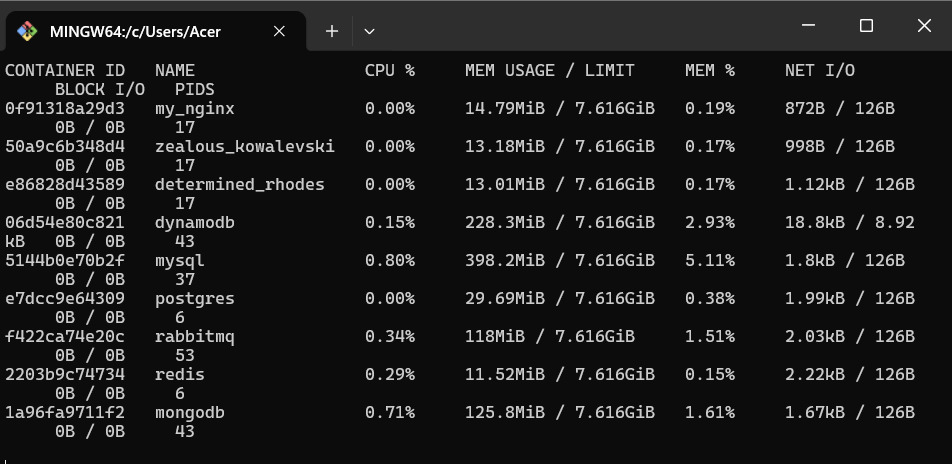 MINGW64:/c/Users/Acer
CONTAINER ID   NAME                 CPU %     MEM USAGE / LIMIT     MEM %     NET I/O
     BLOCK I/O   PIDS
0f91318a29d3   my_nginx             0.00%     14.79MiB / 7.616GiB   0.19%     872B / 126B
     0B / 0B     17
50a9c6b348d4   zealous_kowalevski   0.00%     13.18MiB / 7.616GiB   0.17%     998B / 126B
     0B / 0B     17
e86828d43589   determined_rhodes    0.00%     13.01MiB / 7.616GiB   0.17%     1.12kB / 126B
     0B / 0B     17
06d54e80c821   dynamodb             0.15%     228.3MiB / 7.616GiB   2.93%     18.8kB / 8.92
kB   0B / 0B     43
5144b0e70b2f   mysql                0.80%     398.2MiB / 7.616GiB   5.11%     1.8kB / 126B
     0B / 0B     37
e7dcc9e64309   postgres             0.00%     29.69MiB / 7.616GiB   0.38%     1.99kB / 126B
     0B / 0B     6
f422ca74e20c   rabbitmq             0.34%     118MiB / 7.616GiB     1.51%     2.03kB / 126B
     0B / 0B     53
2203b9c74734   redis                0.29%     11.52MiB / 7.616GiB   0.15%     2.22kB / 126B
     0B / 0B     6
1a96fa9711f2   mongodb              0.71%     125.8MiB / 7.616GiB   1.61%     1.67kB / 126B
     0B / 0B     43